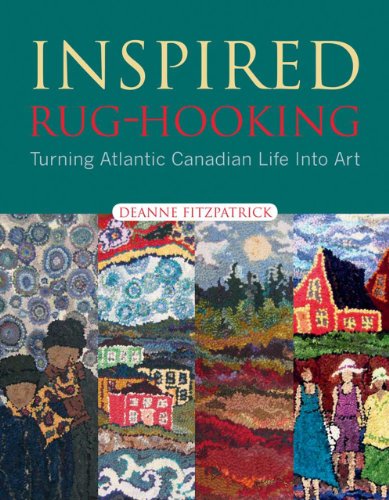 INSPIRED
RUG-HOOKING
Turning Atlantic Canadian Life Into Art
DEANNE FITZPATRICK